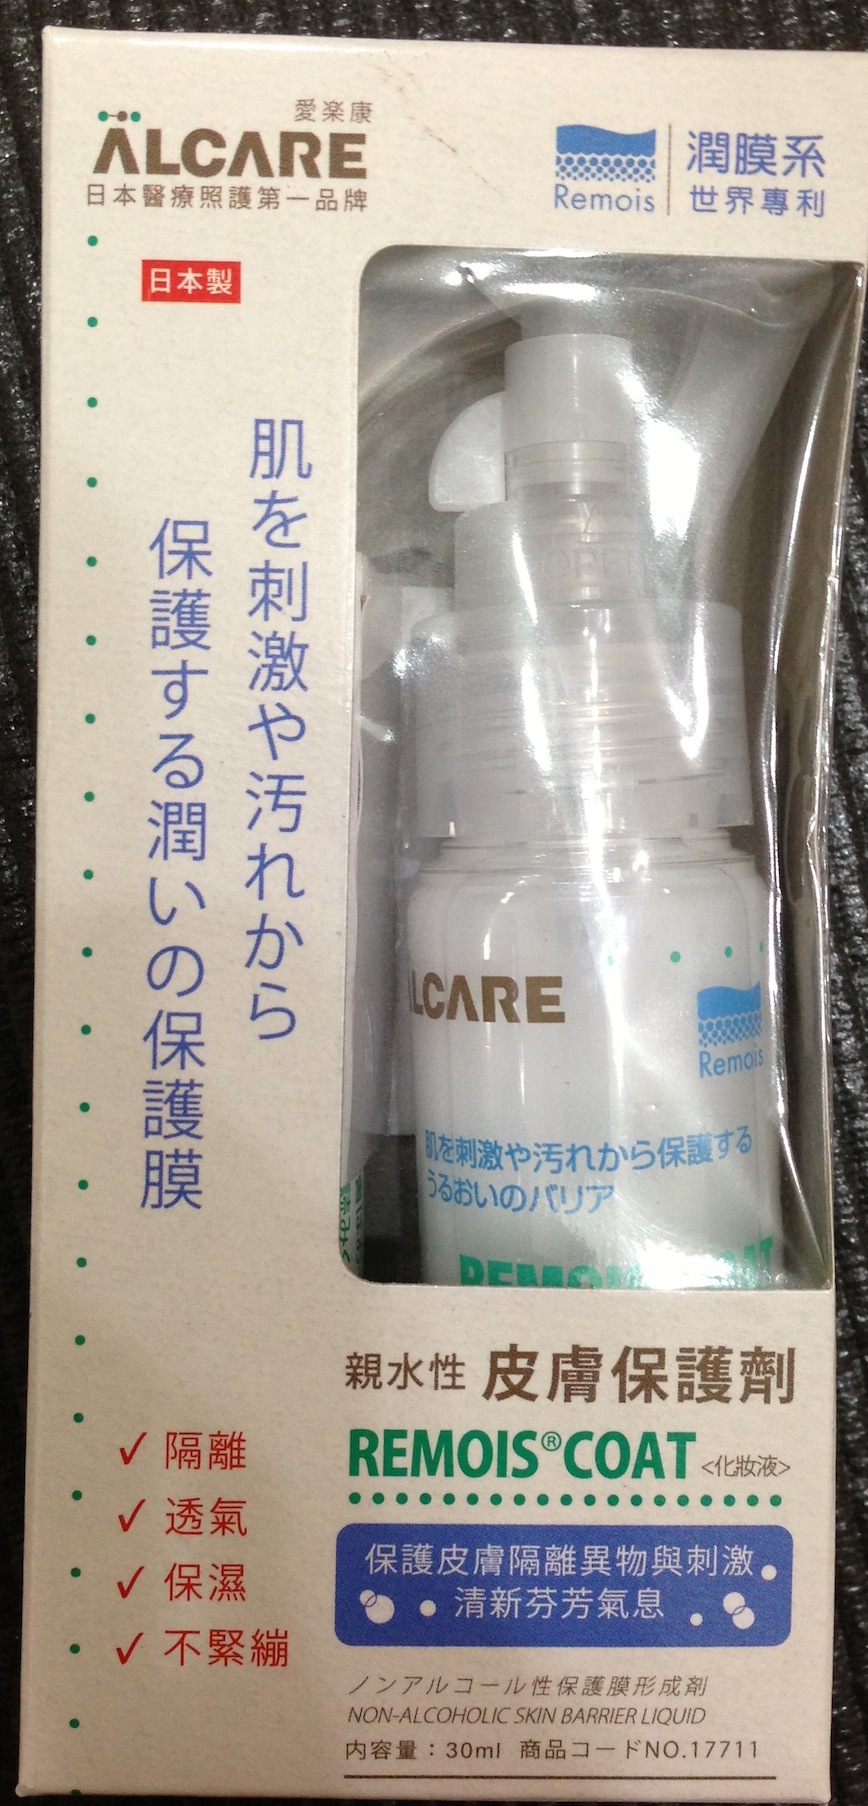 愛楽康
ALCARE
日本醫療照護第一品牌
Remois
潤膜系
世界專利
日本製
肌を刺激や汚れから
保護する潤いの保護膜
LCARE
Remois
肌を刺激や汚れから保護する
うるおいのバリア
親水性 皮膚保護劑
REMOIS®COAT <化妝液>
✓ 隔離
✓ 透氣
✓ 保濕
✓ 不緊繃
保護皮膚隔離異物與刺激
清新芬芳氣息
ノンアルコール性保護膜形成剤
NON-ALCOHOLIC SKIN BARRIER LIQUID
内容量：30ml 商品コードNO.17711